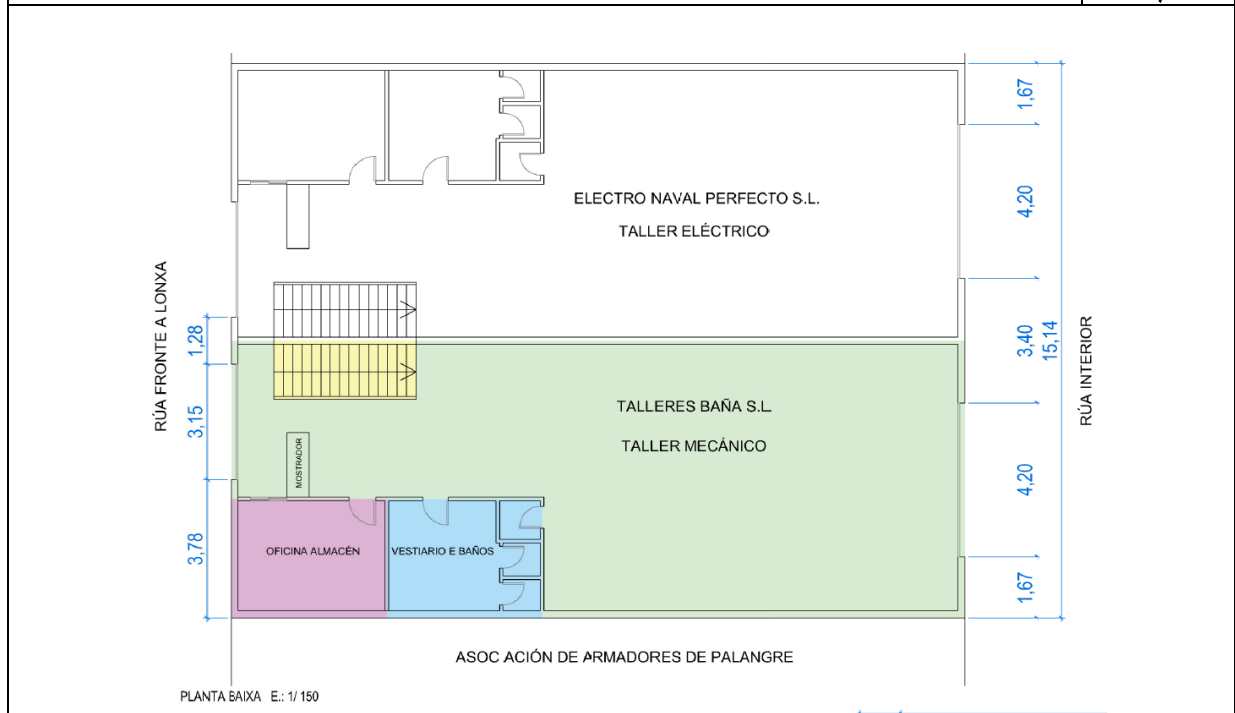 1,67
4,20
ELECTRO NAVAL PERFECTO S.L.
TALLER ELÉCTRICO
RÚA FRONTE A LONXA
1,28
3,40
15,14
RÚA INTERIOR
3,15
TALLERES BAÑA S.L
TALLER MECÁNICO
MOSTRADOR
4,20
3,78
OFICINA ALMACÉN
VESTIARIO E BAÑOS
1,67
ASOC ACIÓN DE ARMADORES DE PALANGRE
PLANTA BAIXA E.: 1/ 150